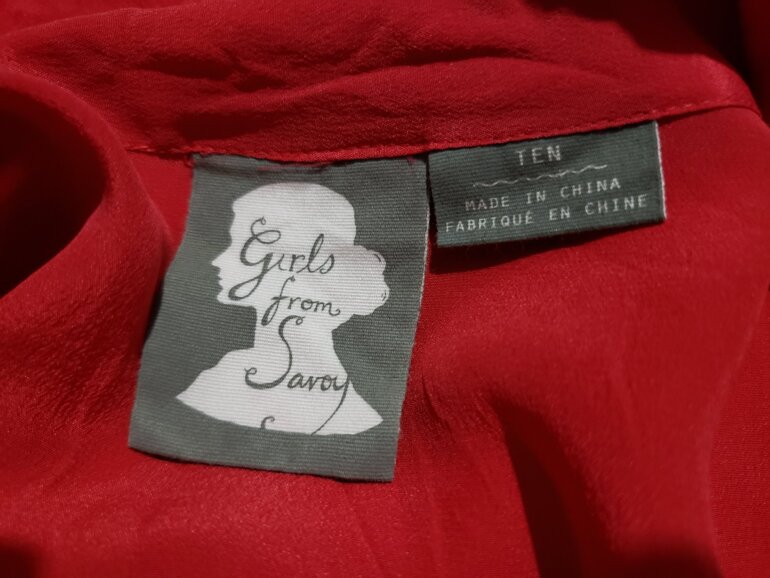 Girls
from
Savoy
TEN
MADE IN CHINA
FABRIQUÉ EN CHINE